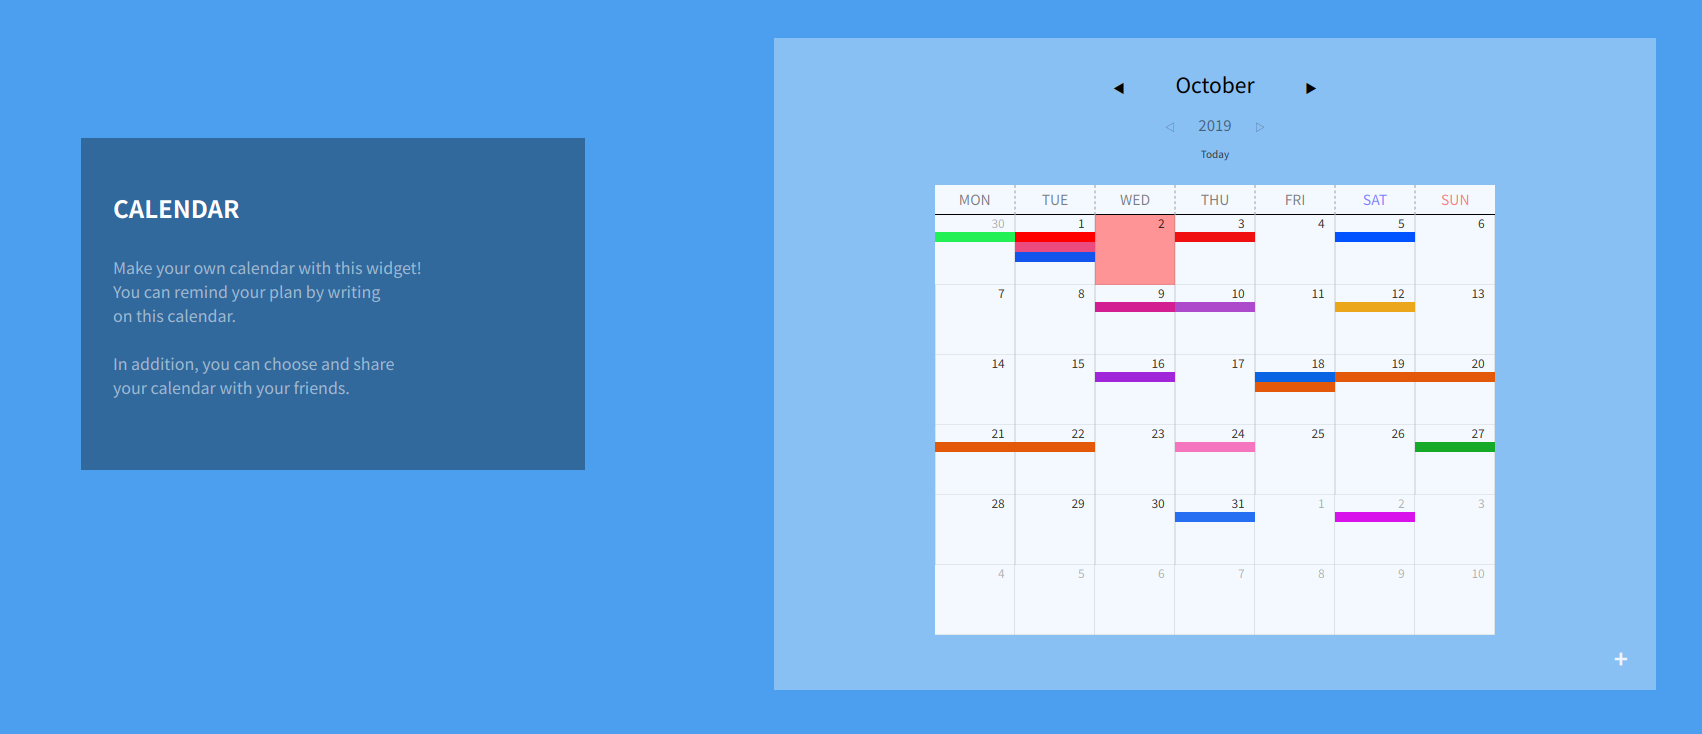 CALENDAR
Make your own calendar with this widget!
You can remind your plan by writing
on this calendar.
In addition, you can choose and share
your calendar with your friends.
October
2019
Today
MON TUE WED THU FRI SAT SUN
30 1 2 3 4 5 6
7 8 9 10 11 12 13
14 15 16 17 18 19 20
21 22 23 24 25 26 27
28 29 30 31 1 2 3
4 5 6 7 8 9 10
+